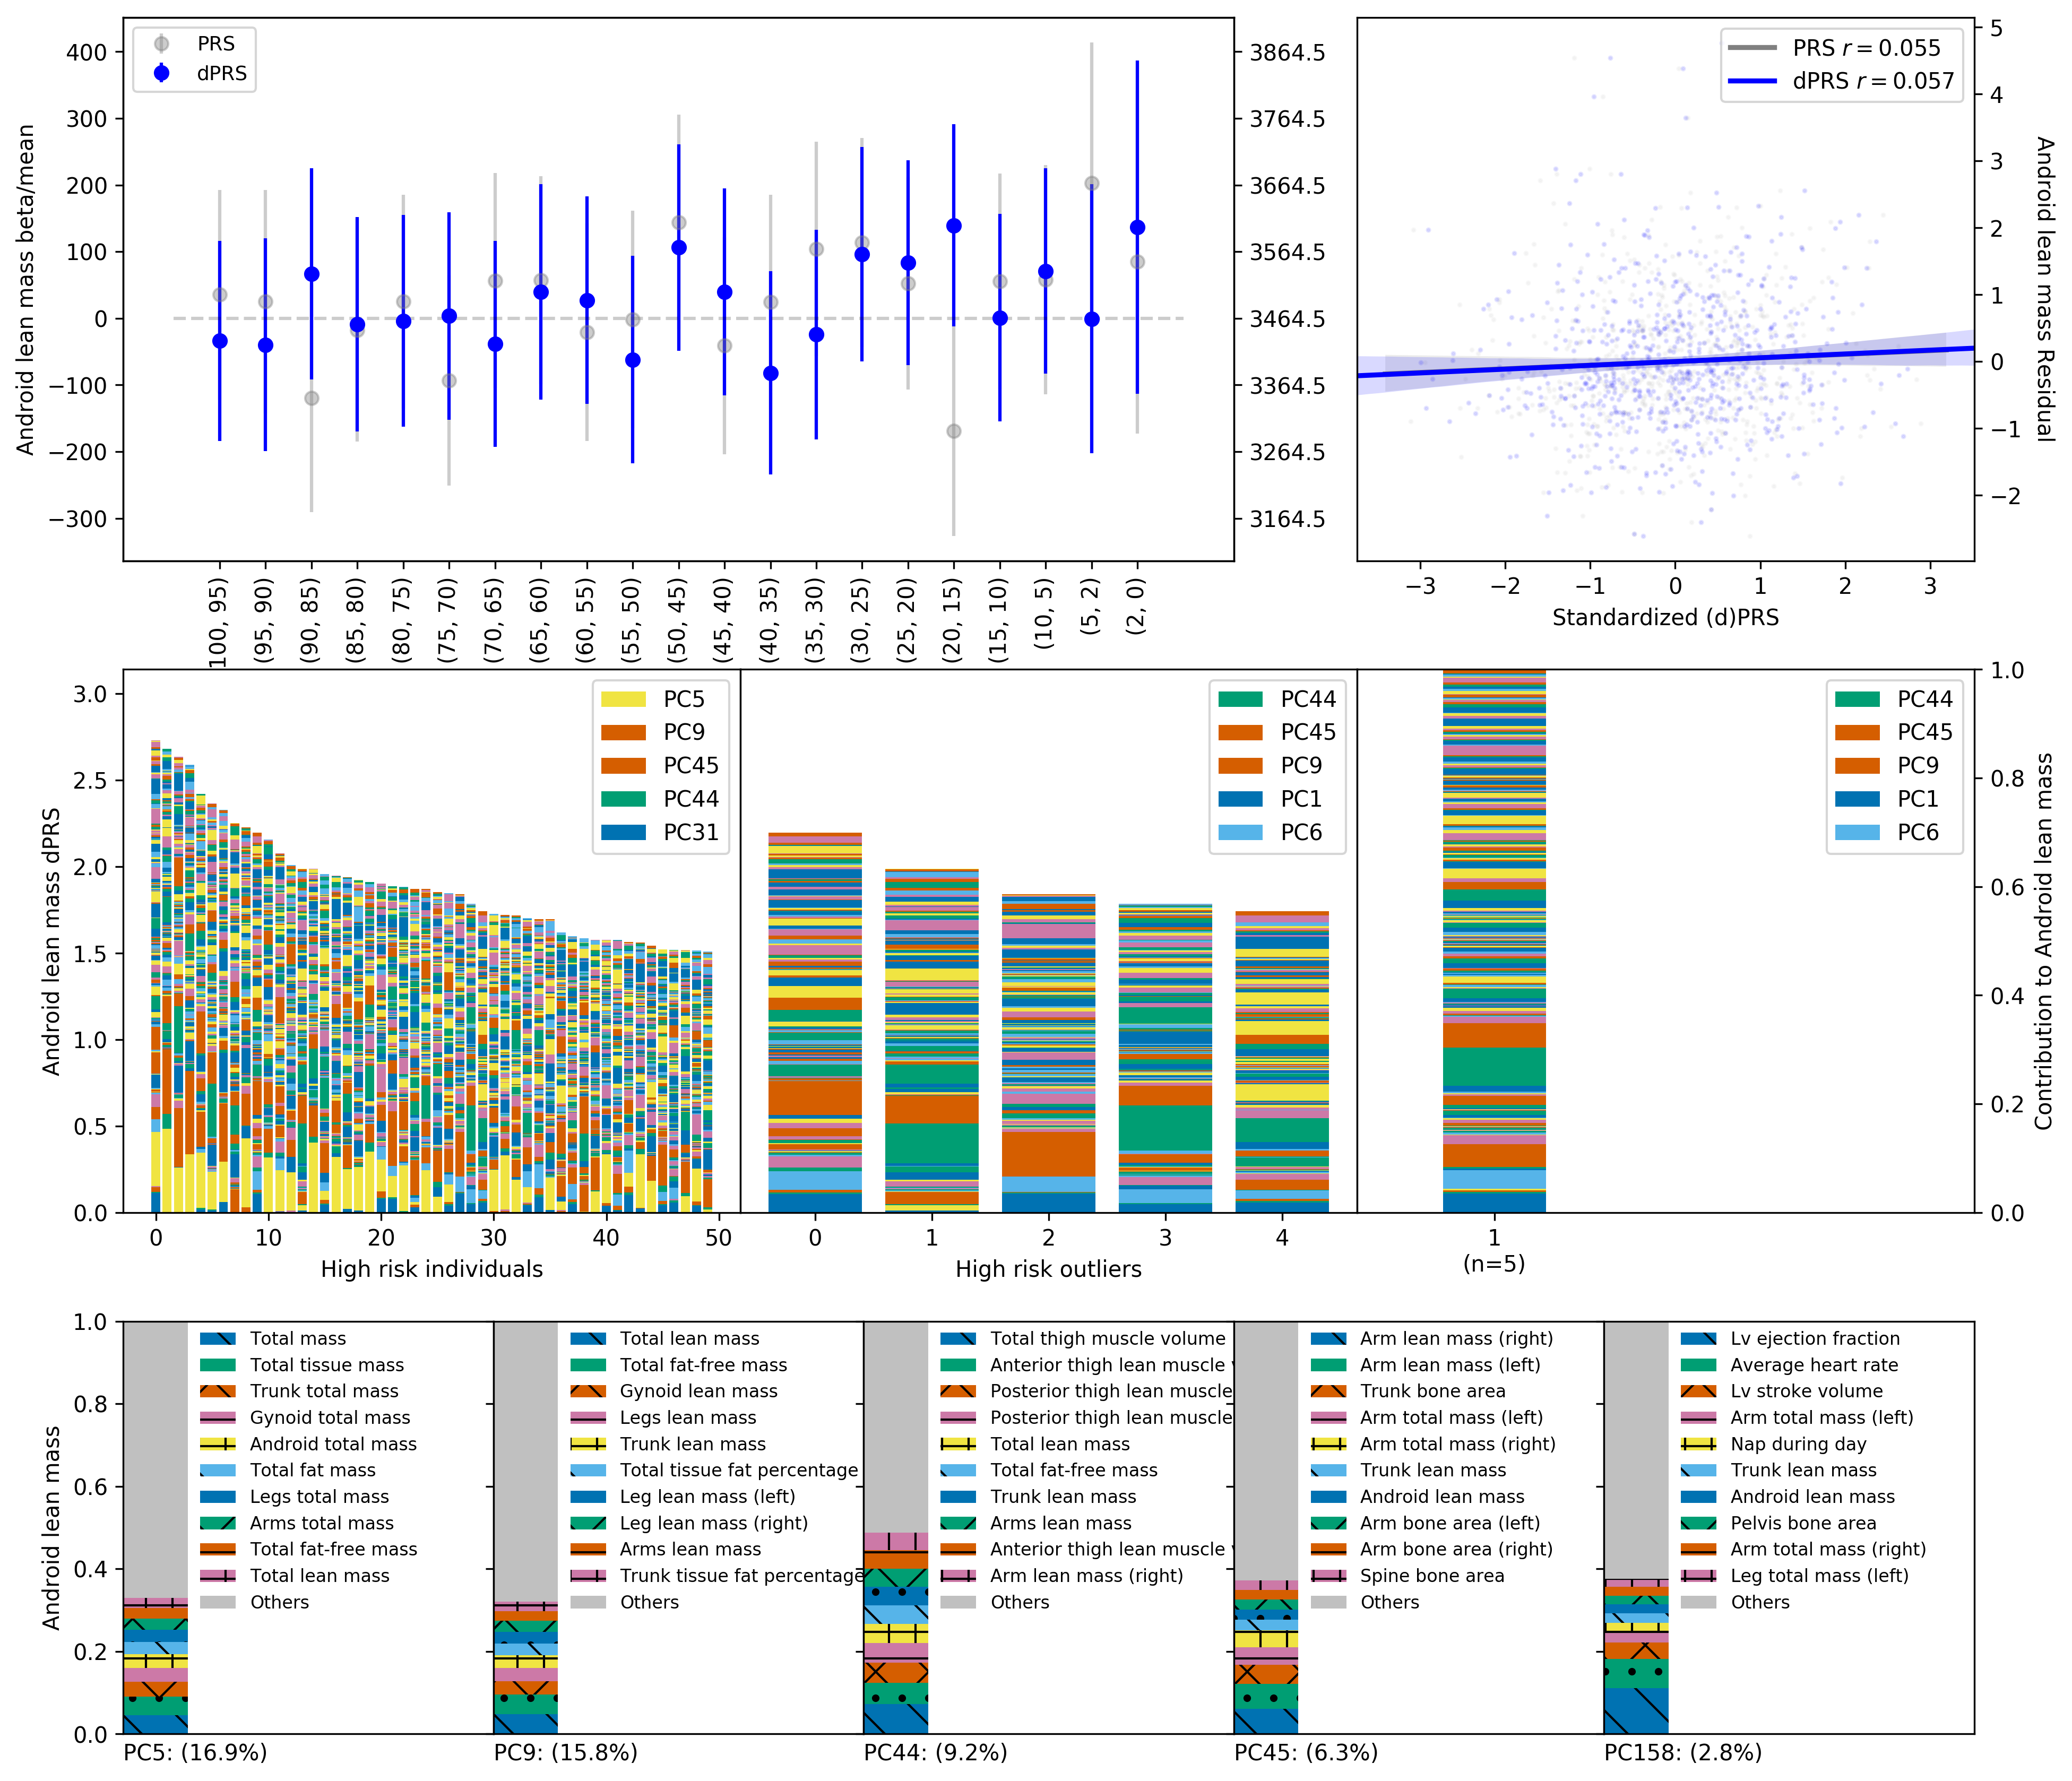 PRS
dPRS
400
300
200
100
0
−100
−200
−300
Android lean mass beta/mean
3864.5
3764.5
3664.5
3564.5
3464.5
3364.5
3264.5
3164.5
100, 95)
(95, 90)
(90, 85)
(85, 80)
(80, 75)
(75, 70)
(70, 65)
(65, 60)
(60, 55)
(55, 50)
(50, 45)
(45, 40)
(40, 35)
(35, 30)
(30, 25)
(25, 20)
(20, 15)
(15, 10)
(10, 5)
(5, 2)
(2, 0)
PRS r = 0.055
dPRS r = 0.057
5
4
3
2
1
0
−1
−2
Android lean mass Residual
−3
−2
−1
0
1
2
3
Standardized (d)PRS
3.0
2.5
2.0
1.5
1.0
0.5
0.0
Android lean mass dPRS
PC5
PC9
PC45
PC44
PC31
0
10
20
30
40
50
High risk individuals
PC44
PC45
PC9
PC1
PC6
0
1
2
3
4
High risk outliers
PC44
PC45
PC9
PC1
PC6
1
(n=5)
1.0
0.8
0.6
0.4
0.2
0.0
Contribution to Android lean mass
1.0
0.8
0.6
0.4
0.2
0.0
Android lean mass
Total mass
Total tissue mass
Trunk total mass
Gynoid total mass
Android total mass
Total fat mass
Legs total mass
Arms total mass
Total fat-free mass
Total lean mass
Others
PC5: (16.9%)
Total lean mass
Total fat-free mass
Gynoid lean mass
Legs lean mass
Trunk lean mass
Total tissue fat percentage
Leg lean mass (left)
Leg lean mass (right)
Arms lean mass
Trunk tissue fat percentage
Others
PC9: (15.8%)
Total thigh muscle volume
Anterior thigh lean muscle
Posterior thigh lean muscle
Posterior thigh lean muscle
Total lean mass
Total fat-free mass
Trunk lean mass
Arms lean mass
Anterior thigh lean muscle
Arm lean mass (right)
Others
PC44: (9.2%)
Arm lean mass (right)
Arm lean mass (left)
Trunk bone area
Arm total mass (left)
Arm total mass (right)
Trunk lean mass
Android lean mass
Arm bone area (left)
Arm bone area (right)
Spine bone area
Others
PC45: (6.3%)
Lv ejection fraction
Average heart rate
Lv stroke volume
Arm total mass (left)
Nap during day
Trunk lean mass
Android lean mass
Pelvis bone area
Arm total mass (right)
Leg total mass (left)
Others
PC158: (2.8%)